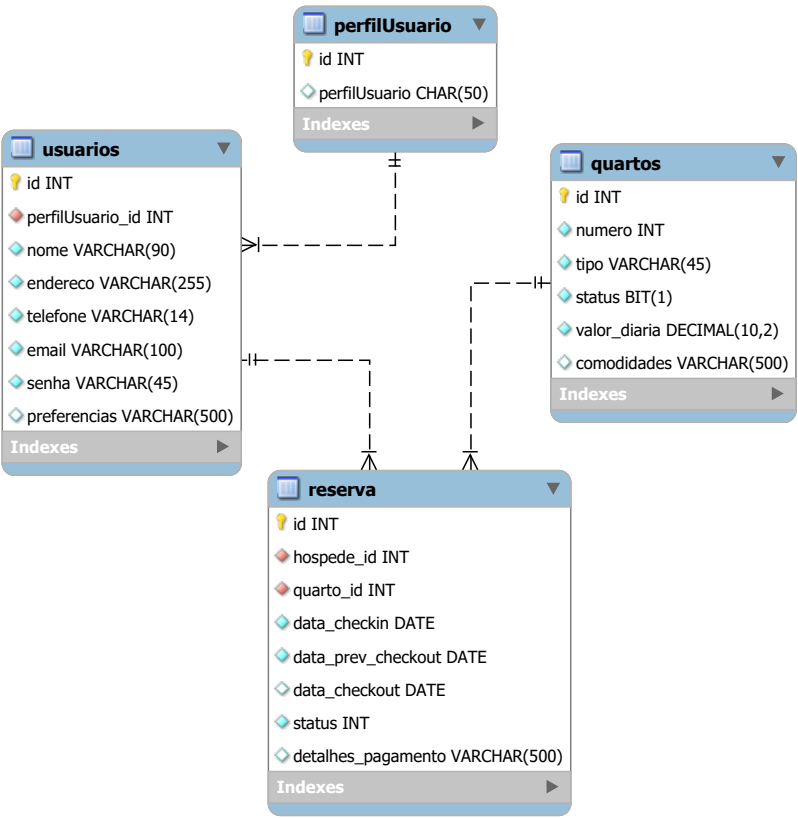 perfilUsuario
id INT
perfilUsuario CHAR(50)
Indexes
usuarios
id INT
perfilUsuario_id INT
nome VARCHAR(90)
endereco VARCHAR(255)
telefone VARCHAR(14)
email VARCHAR(100)
senha VARCHAR(45)
preferencias VARCHAR(500)
Indexes
quartos
id INT
numero INT
tipo VARCHAR(45)
status BIT(1)
valor_diaria DECIMAL(10,2)
comodidades VARCHAR(500)
Indexes
reserva
id INT
hospede_id INT
quarto_id INT
data_checkin DATE
data_prev_checkout DATE
data_checkout DATE
status INT
detalhes_pagamento VARCHAR(500)
Indexes